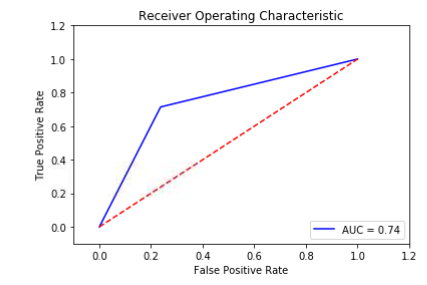 Receiver Operating Characteristic
1.2
1.0
0.8
0.6
0.4
0.2
0.0
True Positive Rate
AUC = 0.74
0.0 0.2 0.4 0.6 0.8 1.0 1.2
False Positive Rate